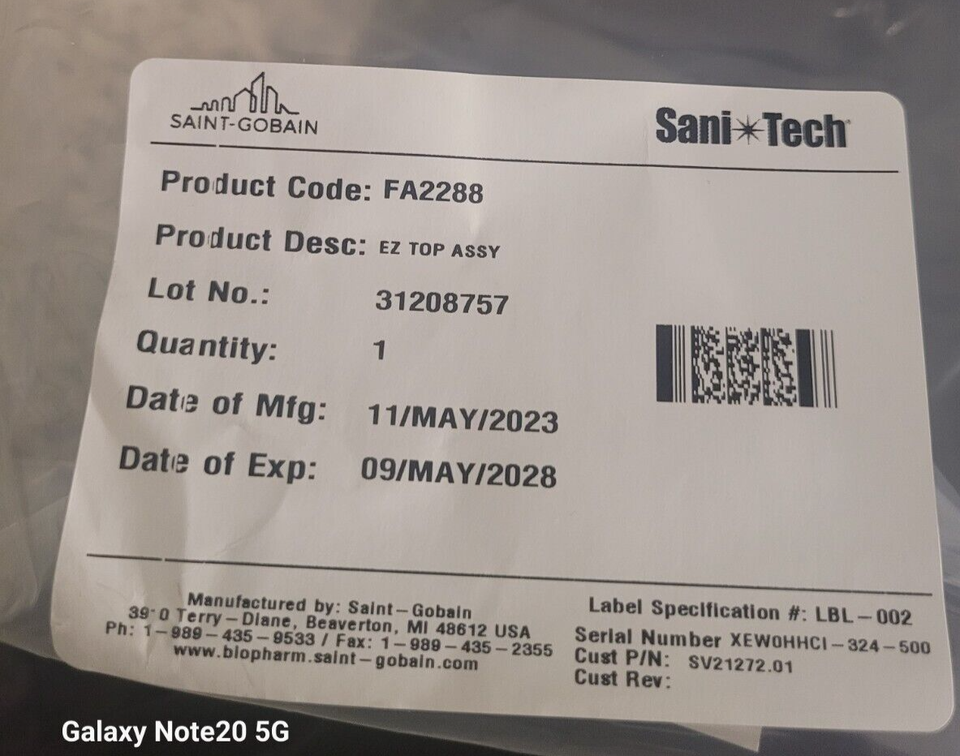 SAINT-GOBAIN
Sani Tech
Product Code: FA2288
Product Desc: EZ TOP ASSY
Lot No.: 31208757
Quantity: 1
Date of Mfg: 11/MAY/2023
Date of Exp: 09/MAY/2028
Manufactured by: Saint-Gobain
Terry-Diane, Beaverton, MI 48612 USA
Ph: 1-989-435-9533 / Fax: 1-989-435-2355
www.biopharm.saint-gobain.com
Label Specification #: LBL-002
Serial Number XEW0HHCI-324-500
Cust P/N: SV21272.01
Cust Rev:
Galaxy Note20 5G